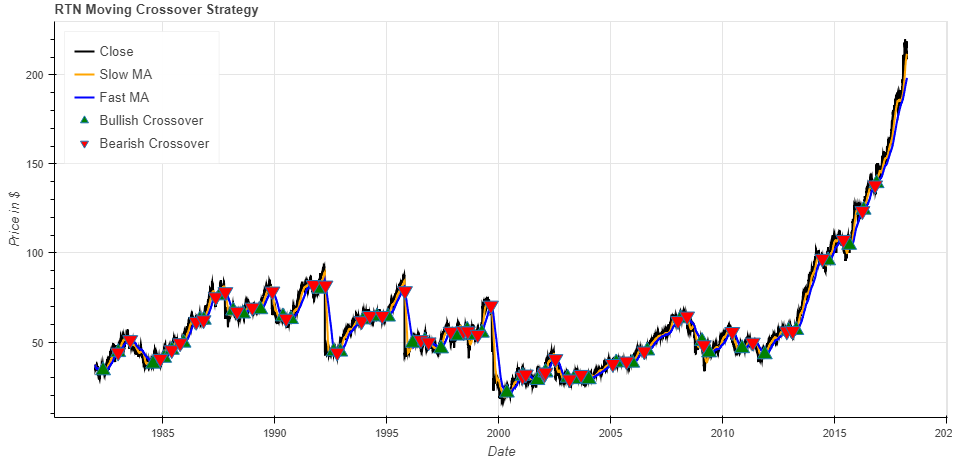 RTN Moving Crossover Strategy
Close
Slow MA
Fast MA
Bullish Crossover
Bearish Crossover
200
150
100
50
Price in $
1985
1990
1995
2000
2005
2010
2015
202
Date